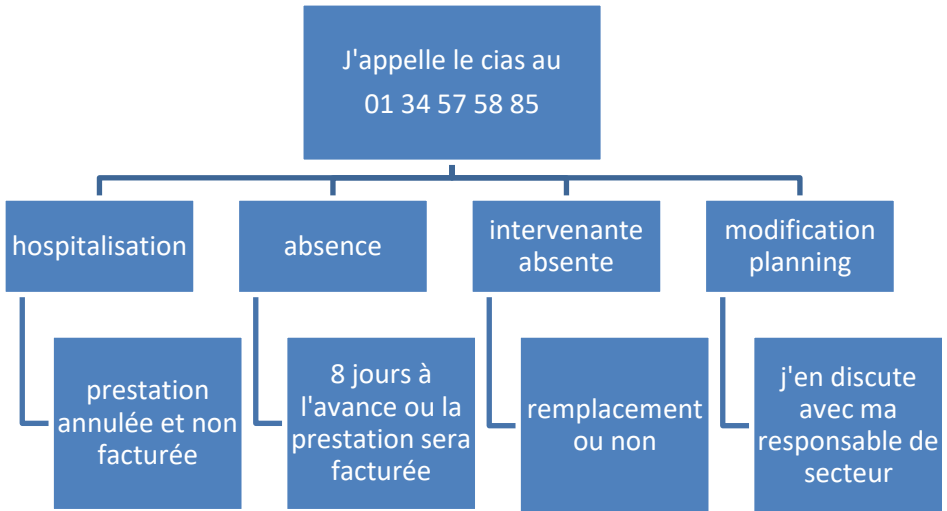 J'appelle le cias au
01 34 57 58 85
hospitalisation
absence
intervenante
absente
modification
planning
prestation
annulée et non
facturée
8 jours à
l'avance ou la
prestation sera
facturée
remplacement
ou non
j'en discute
avec ma
responsable de
secteur